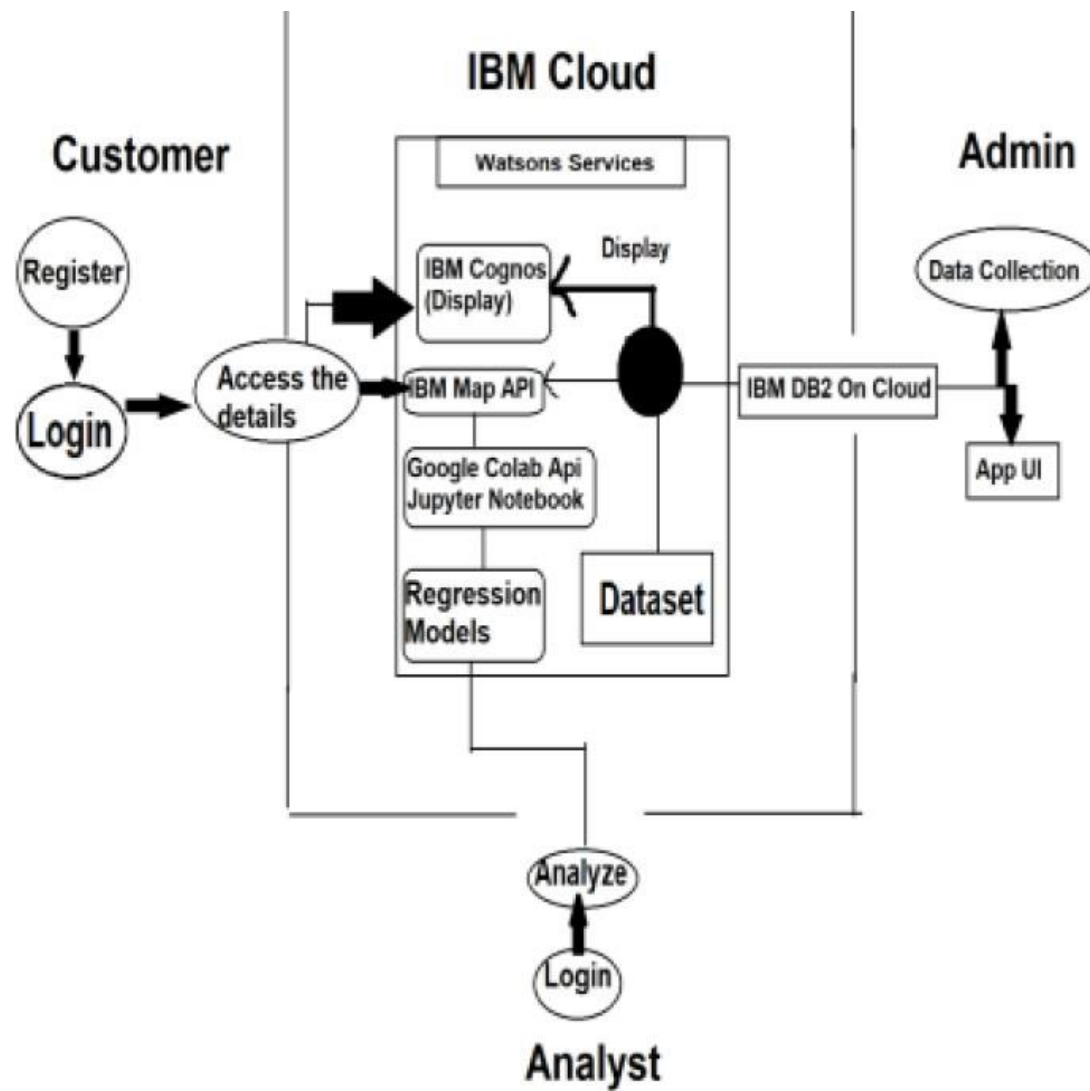 IBM Cloud
Customer
Watsons Services
Admin
Register
IBM Cognos
(Display)
Display
Data Collection
Access the
details
IBM Map API
IBM DB2 On Cloud
Login
Google Colab Api
Jupyter Notebook
App UI
Regression
Models
Dataset
Analyze
Login
Analyst